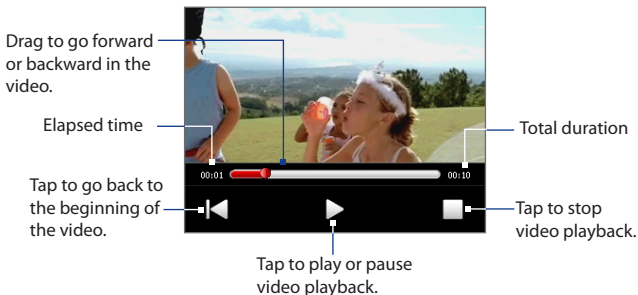 Drag to go forward
or backward in the
video.
Elapsed time
Total duration
00:01
00:10
Tap to go back to
the beginning of
the video.
Tap to stop
video playback.
Tap to play or pause
video playback.